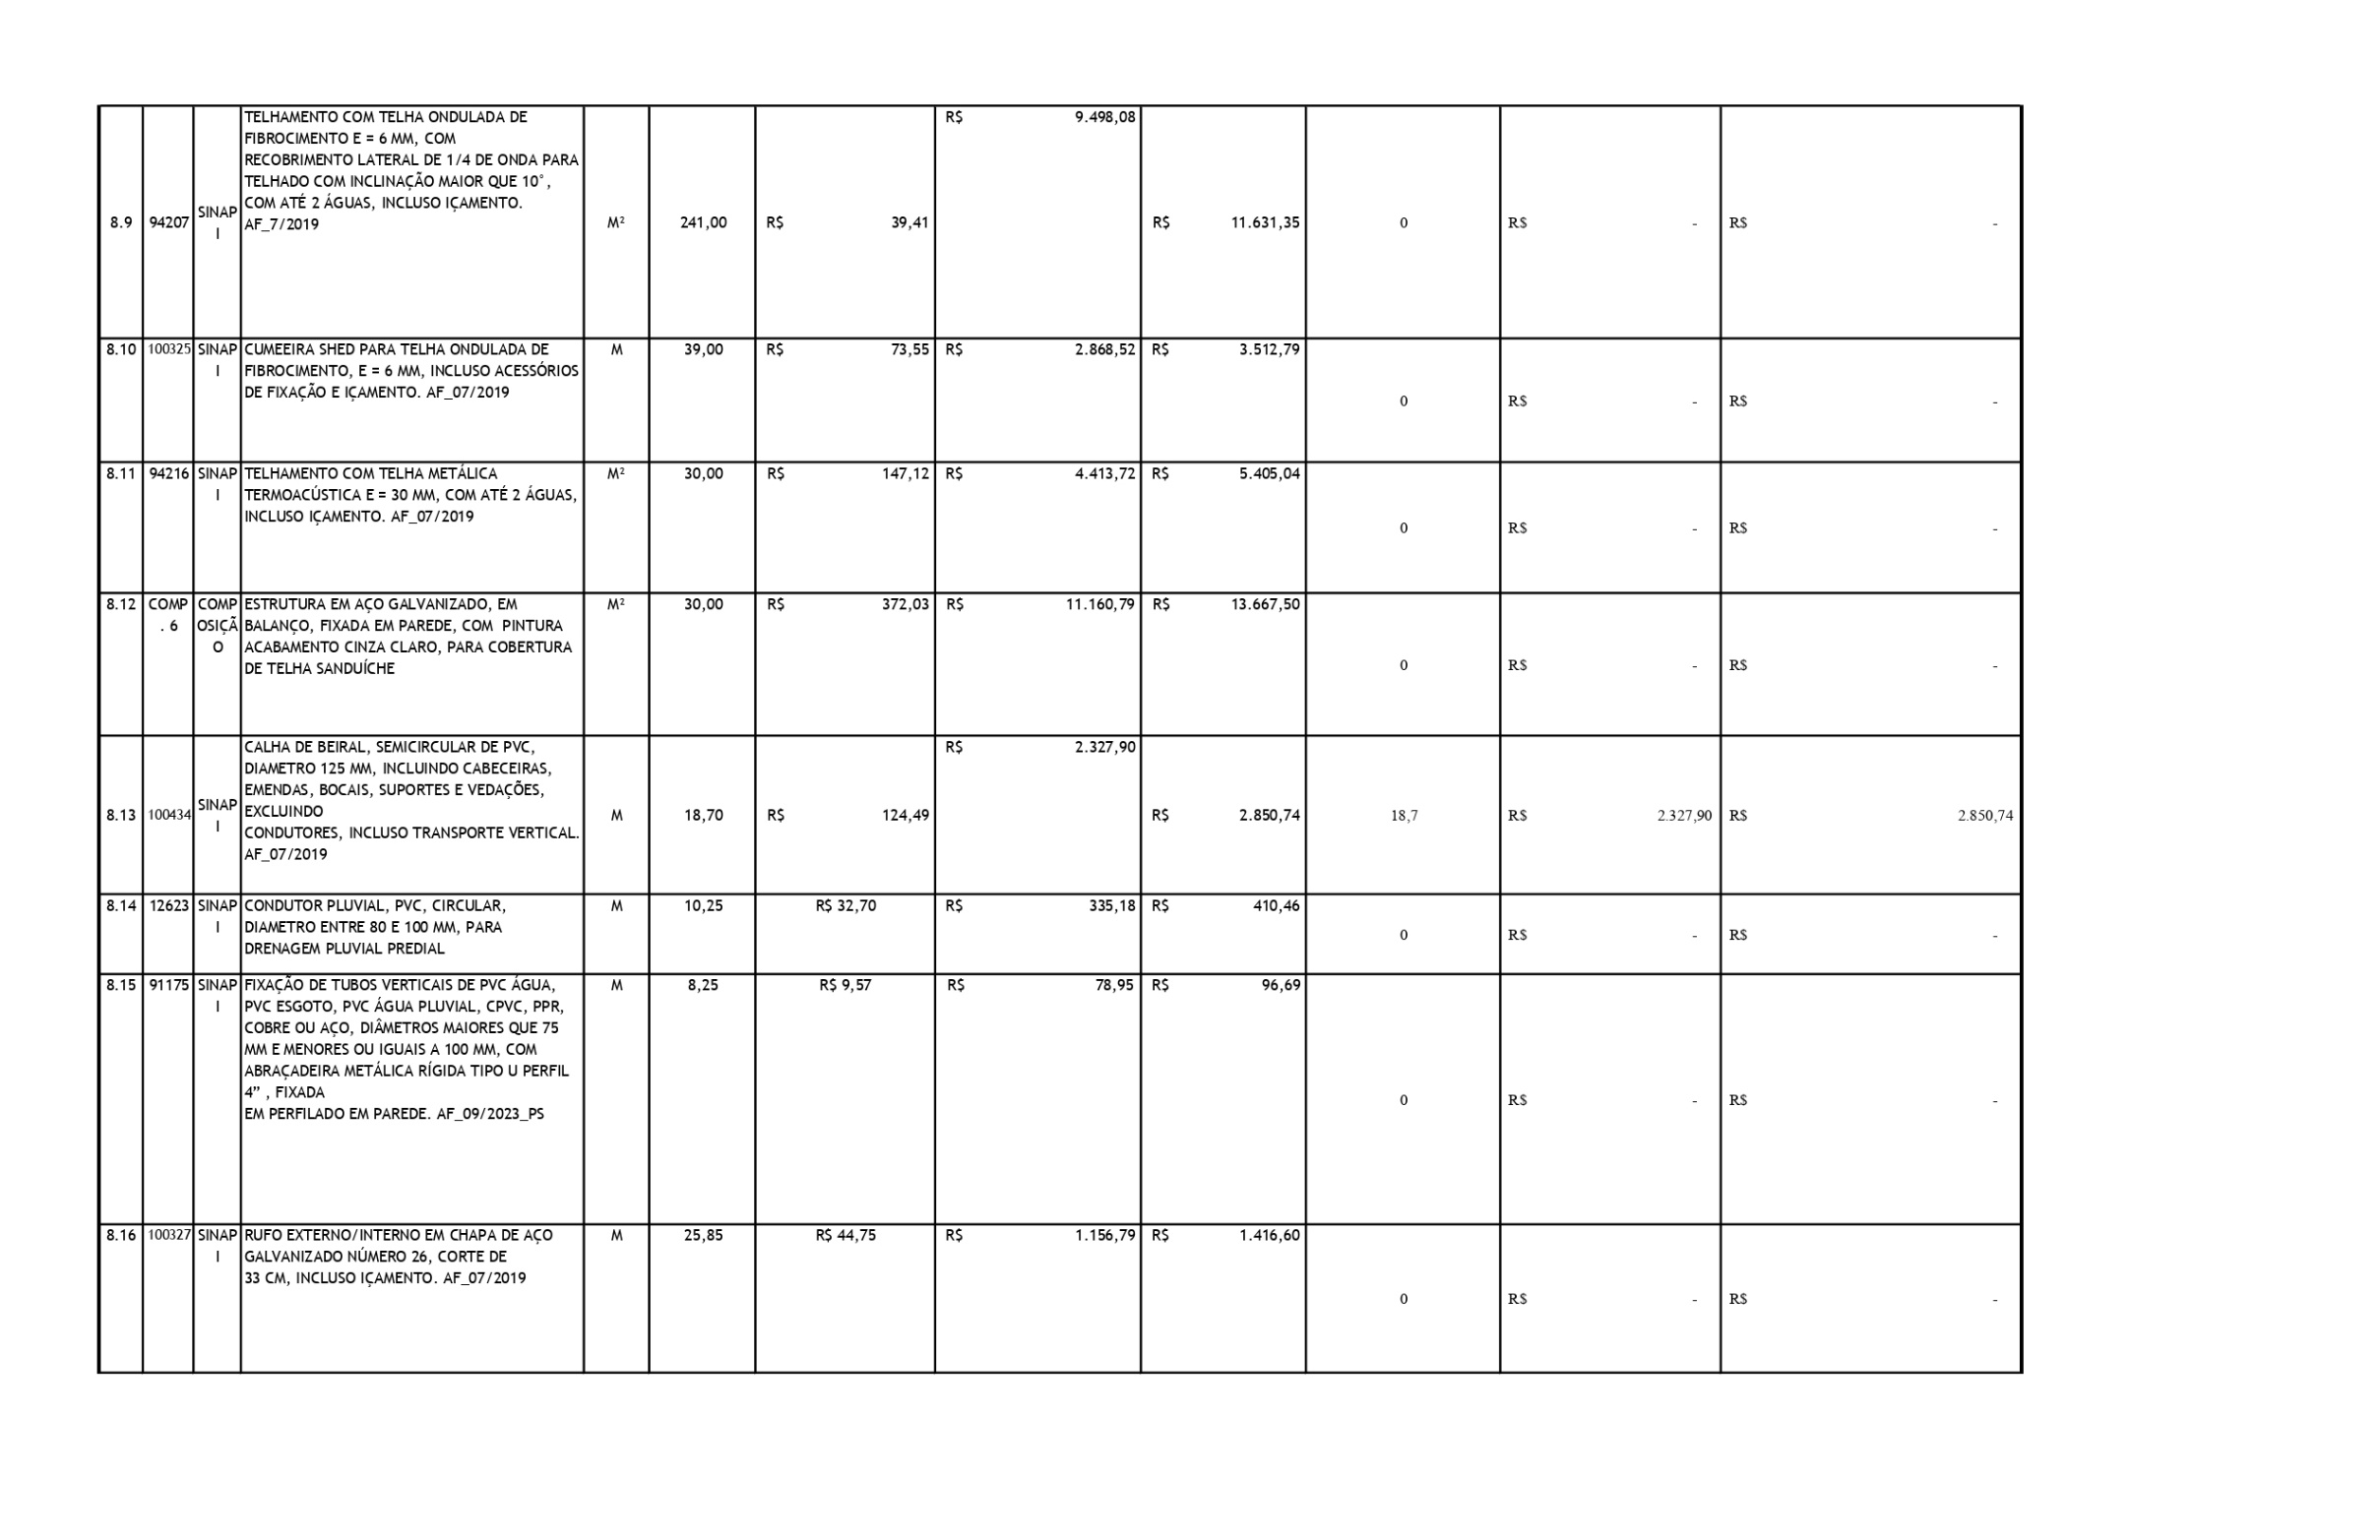 TELHAMENTO COM TELHA ONDULADA DE
FIBROCIMENTO E = 6 MM, COM
RECOBRIMENTO LATERAL DE 1/4 DE ONDA PARA
TELHADO COM INCLINAÇÃO MAIOR QUE 10°,
COM ATÉ 2 ÁGUAS, INCLUSO IÇAMENTO.
AF_7/2019
8.9 94207 SINAP
I
M² 241,00 R$ 39,41 R$ 9.498,08 R$ 11.631,35 0 R$ - R$ -
8.10 100325 SINAP
I
CUMEEIRA SHED PARA TELHA ONDULADA DE
FIBROCIMENTO, E = 6 MM, INCLUSO ACESSÓRIOS
DE FIXAÇÃO E IÇAMENTO. AF_07/2019
M 39,00 R$ 73,55 R$ 2.868,52 R$ 3.512,79 0 R$ - R$ -
8.11 94216 SINAP
I
TELHAMENTO COM TELHA METÁLICA
TERMOACÚSTICA E = 30 MM, COM ATÉ 2 ÁGUAS,
INCLUSO IÇAMENTO. AF_07/2019
M² 30,00 R$ 147,12 R$ 4.413,72 R$ 5.405,04 0 R$ - R$ -
8.12 COMP
. 6
COMP
OSIÇÃ
O
ESTRUTURA EM AÇO GALVANIZADO, EM
BALANÇO, FIXADA EM PAREDE, COM PINTURA
ACABAMENTO CINZA CLARO, PARA COBERTURA
DE TELHA SANDUÍCHE
M² 30,00 R$ 372,03 R$ 11.160,79 R$ 13.667,50 0 R$ - R$ -
8.13 100434 SINAP
I
CALHA DE BEIRAL, SEMICIRCULAR DE PVC,
DIAMETRO 125 MM, INCLUINDO CABECEIRAS,
EMENDAS, BOCAIS, SUPORTES E VEDAÇÕES,
EXCLUINDO
CONDUTORES, INCLUSO TRANSPORTE VERTICAL.
AF_07/2019
M 18,70 R$ 124,49 R$ 2.327,90 R$ 2.850,74 18,7 R$ 2.327,90 R$ 2.850,74
8.14 12623 SINAP
I
CONDUTOR PLUVIAL, PVC, CIRCULAR,
DIAMETRO ENTRE 80 E 100 MM, PARA
DRENAGEM PLUVIAL PREDIAL
M 10,25 R$ 32,70 R$ 335,18 R$ 410,46 0 R$ - R$ -
8.15 91175 SINAP
I
FIXAÇÃO DE TUBOS VERTICAIS DE PVC ÁGUA,
PVC ESGOTO, PVC ÁGUA PLUVIAL, CPVC, PPR,
COBRE OU AÇO, DIÂMETROS MAIORES QUE 75
MM E MENORES OU IGUAIS A 100 MM, COM
ABRAÇADEIRA METÁLICA RÍGIDA TIPO U PERFIL
4” , FIXADA
EM PERFILADO EM PAREDE. AF_09/2023_PS
M 8,25 R$ 9,57 R$ 78,95 R$ 96,69 0 R$ - R$ -
8.16 100327 SINAP
I
RUFO EXTERNO/INTERNO EM CHAPA DE AÇO
GALVANIZADO NÚMERO 26, CORTE DE
33 CM, INCLUSO IÇAMENTO. AF_07/2019
M 25,85 R$ 44,75 R$ 1.156,79 R$ 1.416,60 0 R$ - R$ -